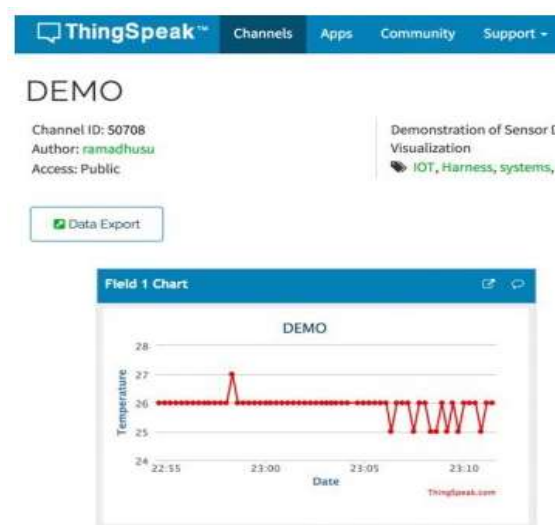 ThingSpeak™ Channels Apps Community Support
DEMO
Channel ID: 50708
Author: ramadhusu
Access: Public
Demonstration of Sensor D
Visualization
IOT, Harness, systems,
Data Export
Field 1 Chart
DEMO
28
27
26
25
24
Temperature
22:55 23:00 23:05 23:10
Date
ThingSpeak.com